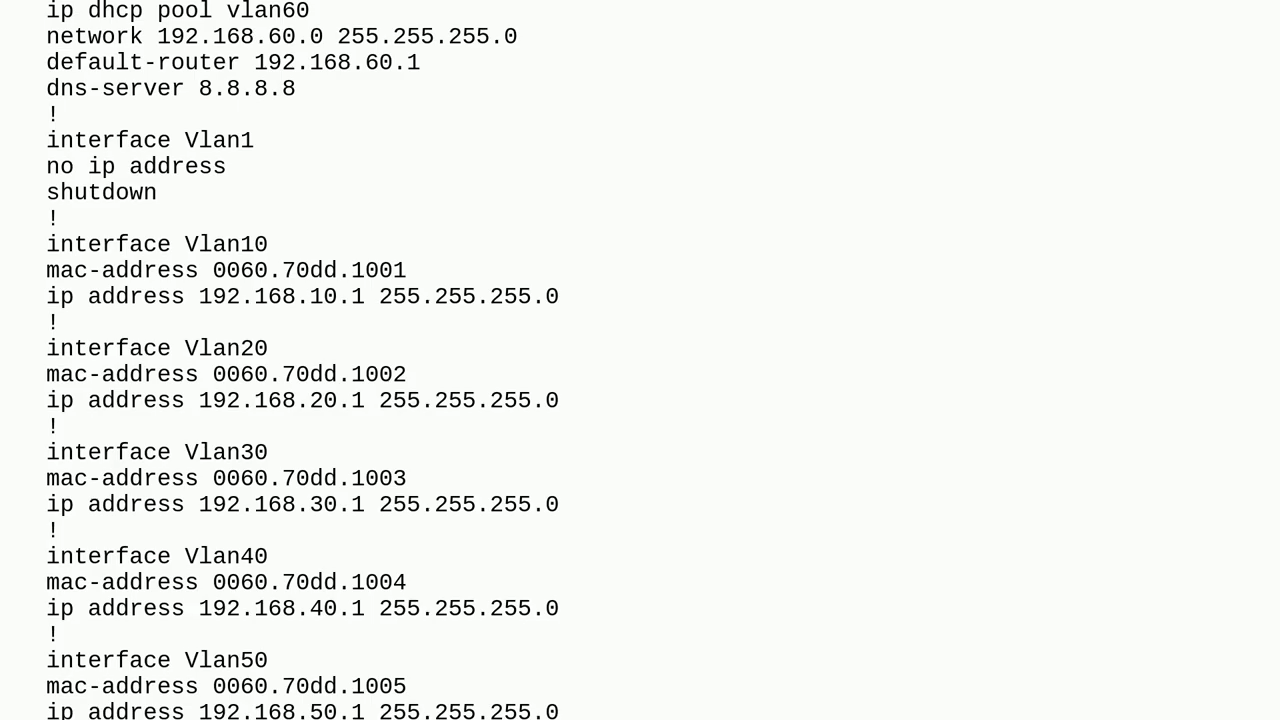 ip dhcp pool vlan60
network 192.168.60.0 255.255.255.0
default-router 192.168.60.1
dns-server 8.8.8.8
!
interface Vlan1
no ip address
shutdown
!
interface Vlan10
mac-address 0060.70dd.1001
ip address 192.168.10.1 255.255.255.0
!
interface Vlan20
mac-address 0060.70dd.1002
ip address 192.168.20.1 255.255.255.0
!
interface Vlan30
mac-address 0060.70dd.1003
ip address 192.168.30.1 255.255.255.0
!
interface Vlan40
mac-address 0060.70dd.1004
ip address 192.168.40.1 255.255.255.0
!
interface Vlan50
mac-address 0060.70dd.1005
ip address 192.168.50.1 255.255.255.0